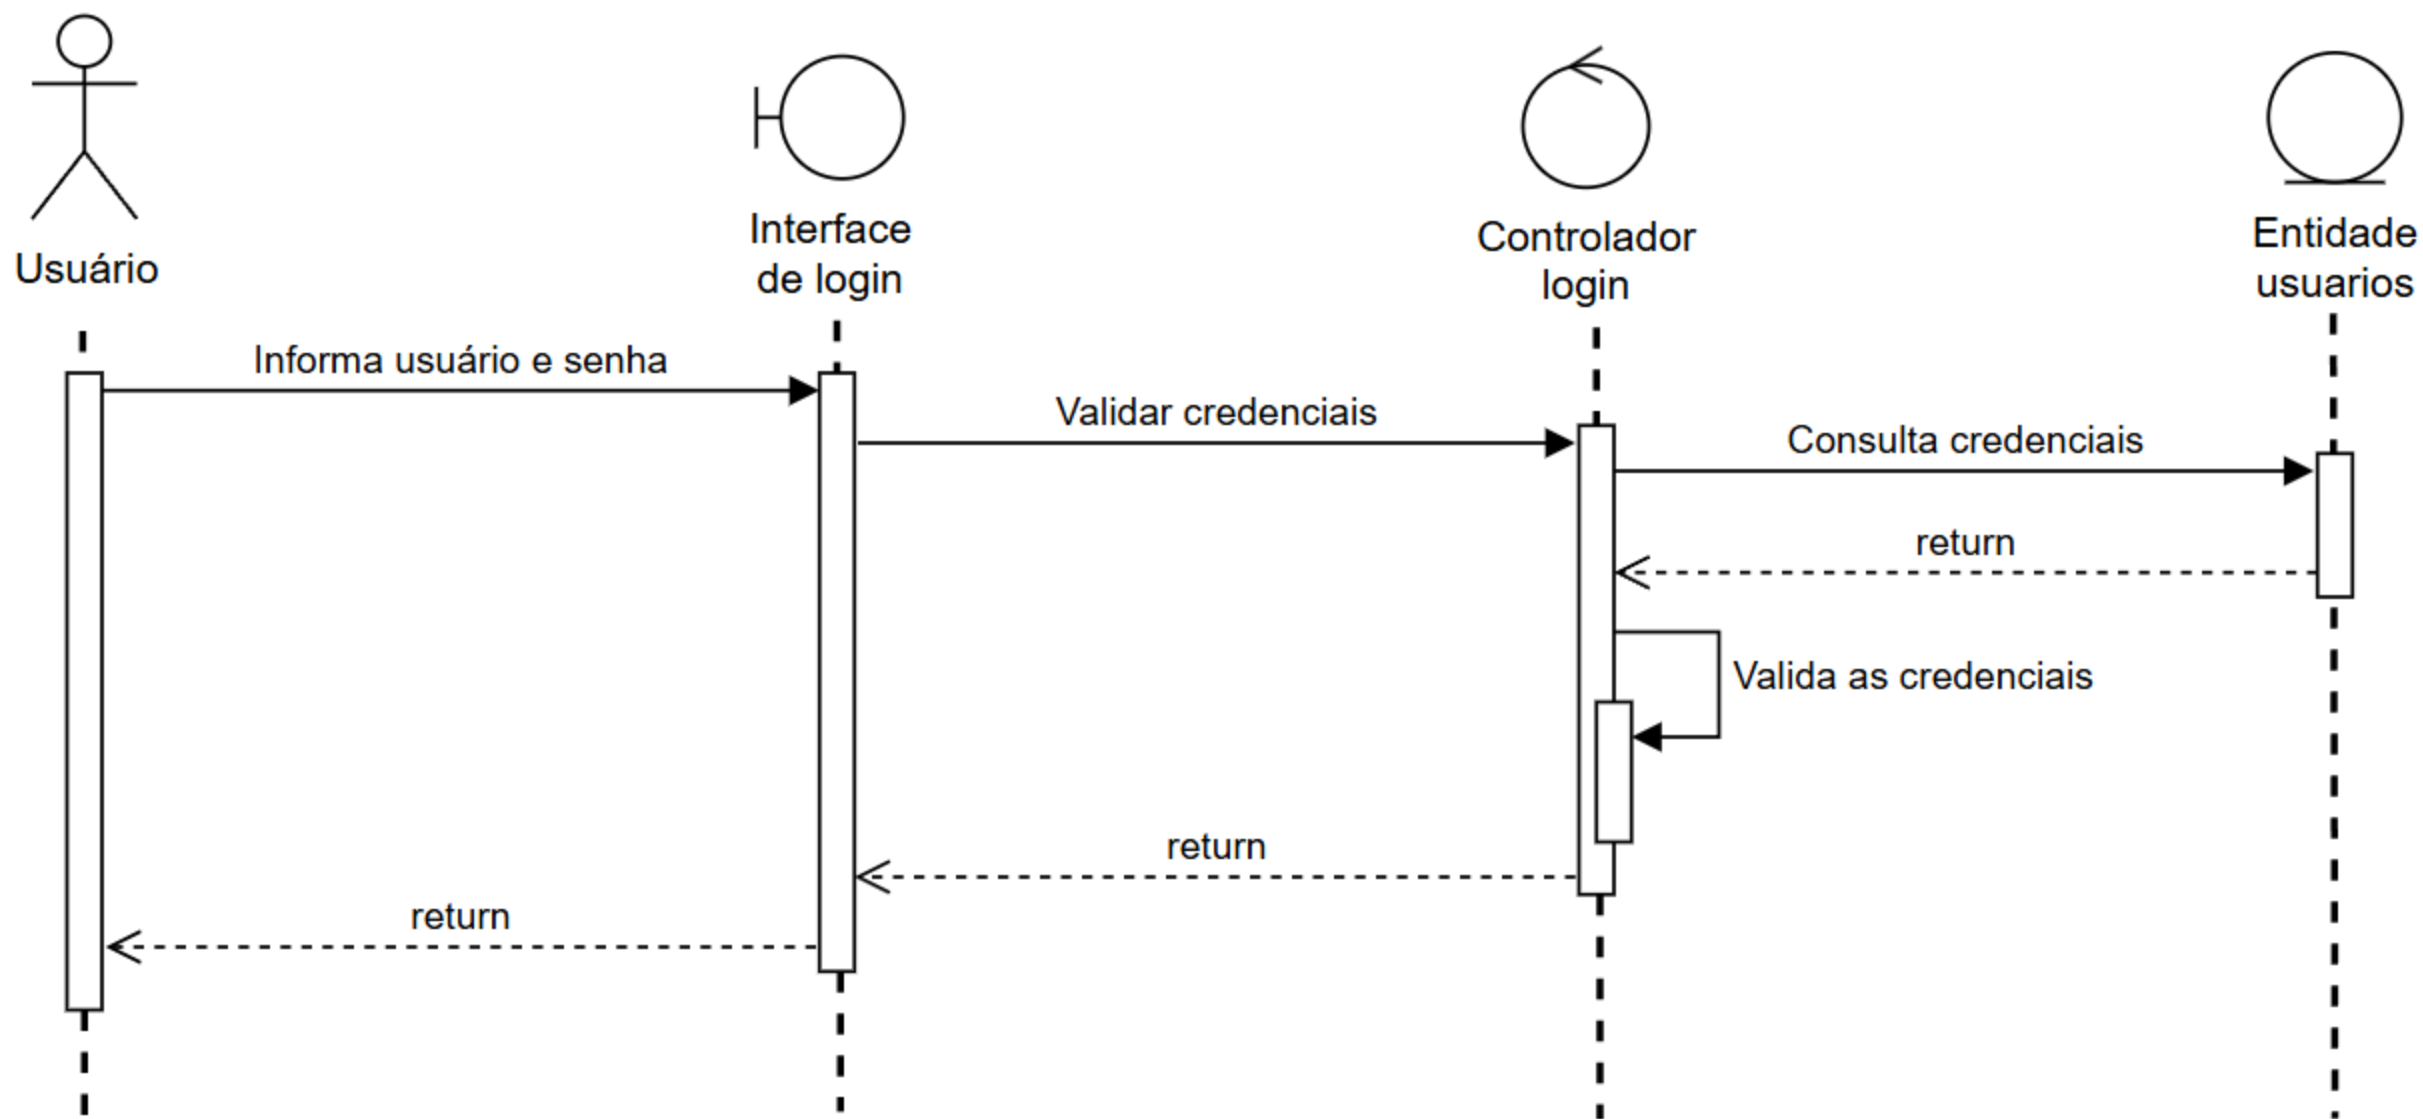 Usuário
Interface
de login
Controlador
login
Entidade
usuarios
Informa usuário e senha
Validar credenciais
Consulta credenciais
return
Valida as credenciais
return
return